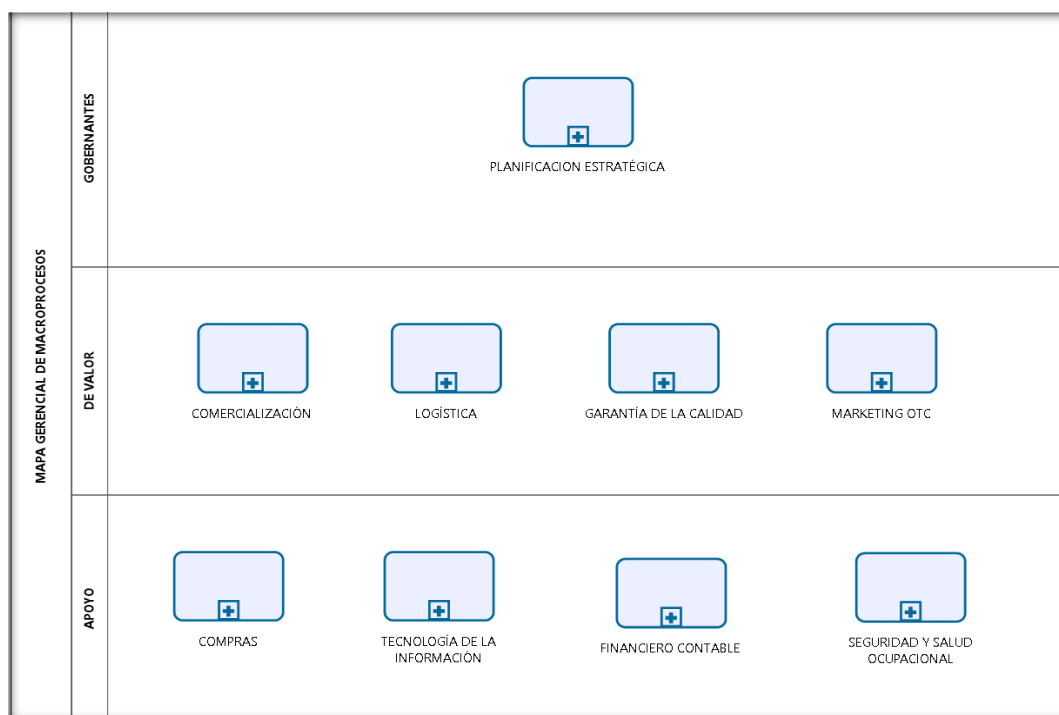 MAPA GERENCIAL DE MACROPROCESOS
GOBERNANTES
PLANIFICACION ESTRATÉGICA
DE VALOR
COMERCIALIZACIÓN
LOGÍSTICA
GARANTÍA DE LA CALIDAD
MARKETING OTC
APOYO
COMPRAS
TECNOLOGÍA DE LA
INFORMACIÓN
FINANCIERO CONTABLE
SEGURIDAD Y SALUD
OCUPACIONAL